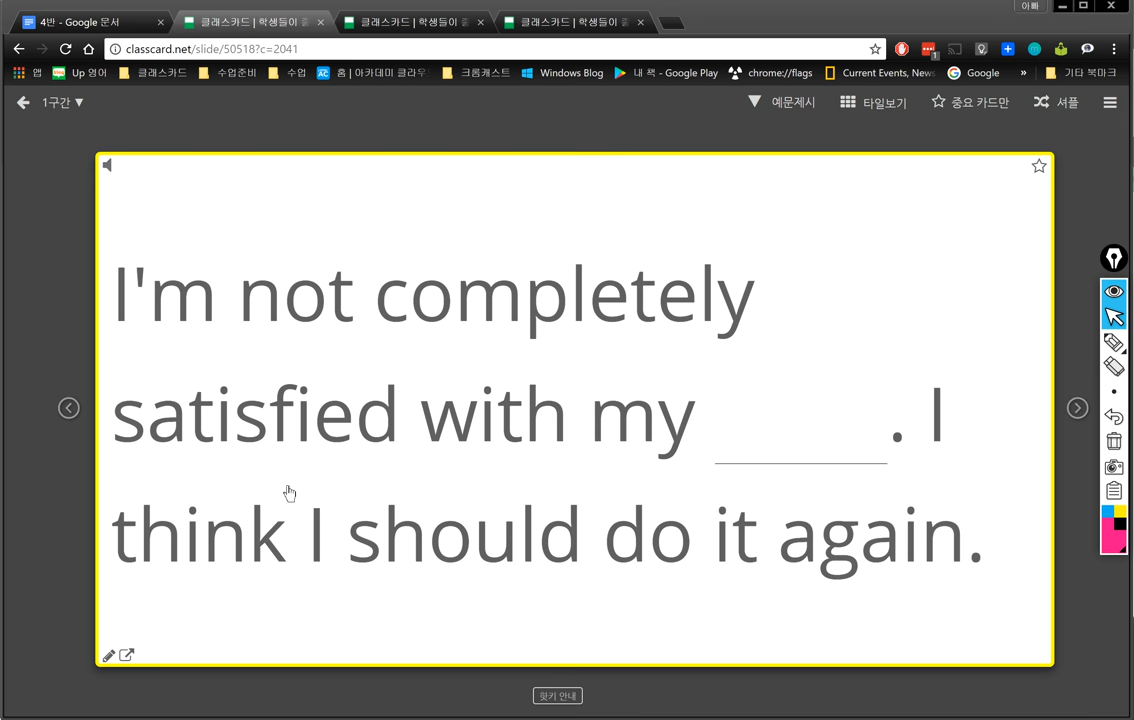 아빠
4반 - Google 문서
클래스카드 | 학생들이 좋
클래스카드 | 학생들이 좋
클래스카드 | 학생들이 좋
classcard.net/slide/50518?c=2041
1
앱 Up 영어 클래스카드 수업준비 수업 홈 | 아카데미 클라우드 크롬캐스트 Windows Blog 내 책 - Google Play chrome://flags Current Events, News Google » 기타 북마크
1구간 ▼ ▼ 예문제시 타일보기 중요 카드만 셔플
I'm not completely
satisfied with my ________. I
think I should do it again.
핫키 안내